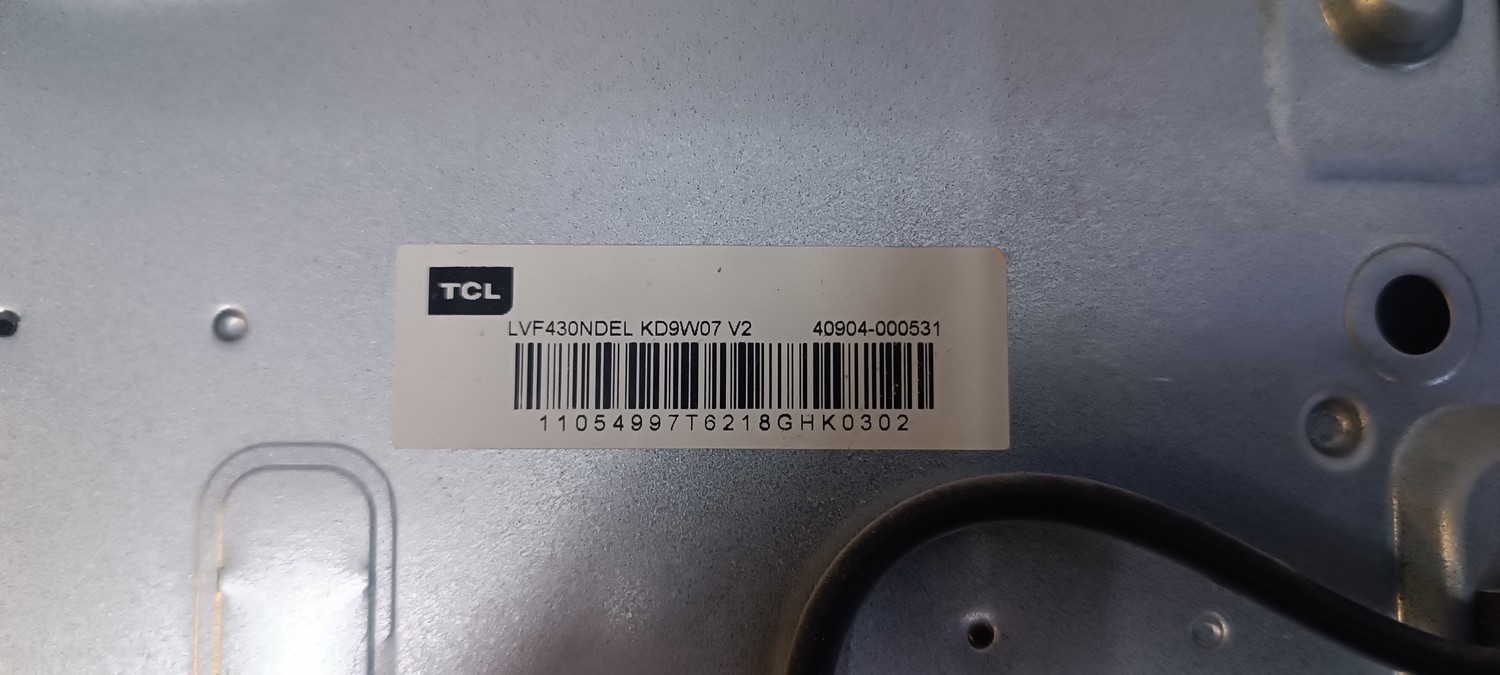 TCL
LVF430NDEL KD9W07 V2 40904-000531
11054997T6218GHK0302